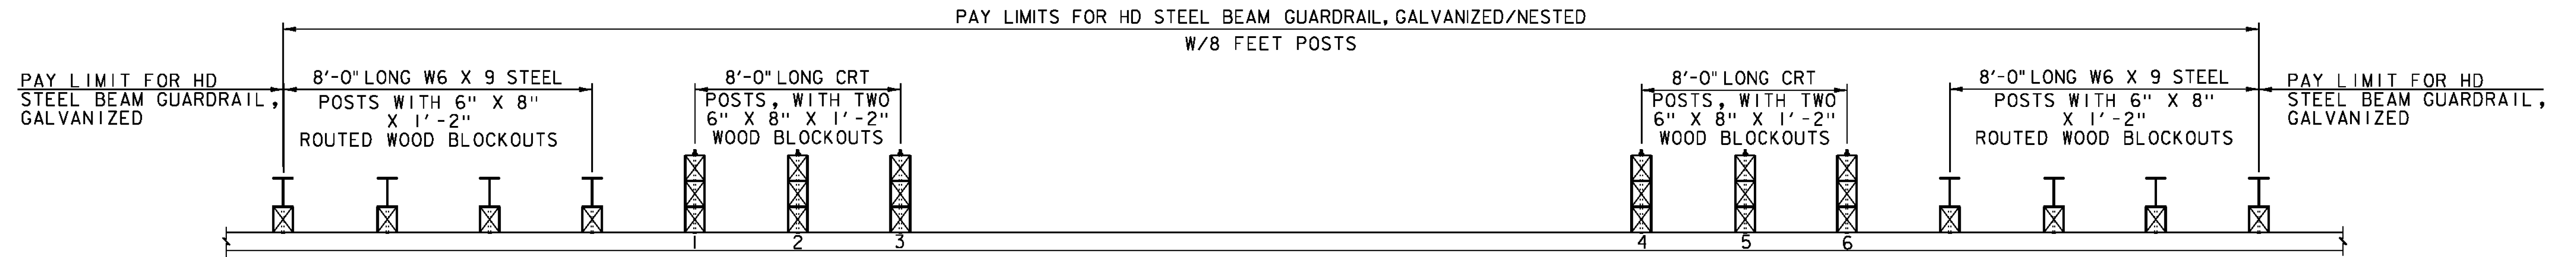 PAY LIMITS FOR HD STEEL BEAM GUARDRAIL, GALVANIZED/NESTED
W/8 FEET POSTS
PAY LIMIT FOR HD
STEEL BEAM GUARDRAIL,
GALVANIZED
8'-0" LONG W6 X 9 STEEL
POSTS WITH 6" X 8"
X 1'-2"
ROUTED WOOD BLOCKOUTS
8'-0" LONG CRT
POSTS, WITH TWO
6" X 8" X 1'-2"
WOOD BLOCKOUTS
8'-0" LONG CRT
POSTS, WITH TWO
6" X 8" X 1'-2"
WOOD BLOCKOUTS
8'-0" LONG W6 X 9 STEEL
POSTS WITH 6" X 8"
X 1'-2"
ROUTED WOOD BLOCKOUTS
PAY LIMIT FOR HD
STEEL BEAM GUARDRAIL,
GALVANIZED
1 2 3 4 5 6